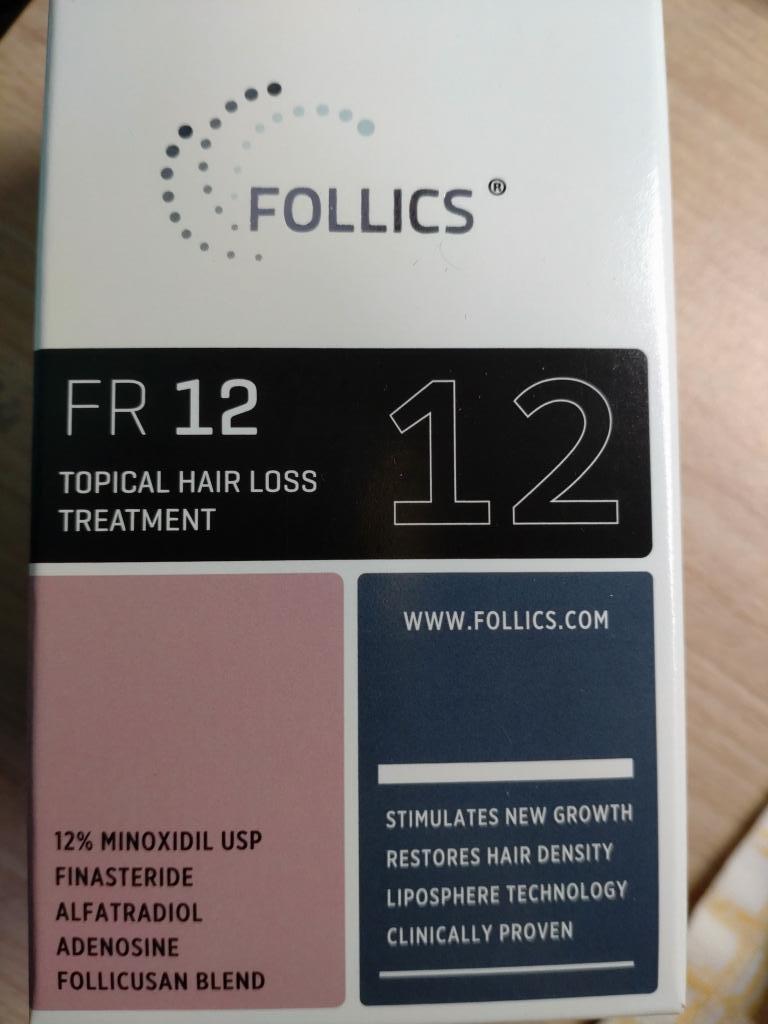 FOLLICS®
FR 12
12
TOPICAL HAIR LOSS
TREATMENT
12% MINOXIDIL USP
FINASTERIDE
ALFATRADIOL
ADENOSINE
FOLLICUSAN BLEND
WWW.FOLLICS.COM
STIMULATES NEW GROWTH
RESTORES HAIR DENSITY
LIPOSPHERE TECHNOLOGY
CLINICALLY PROVEN